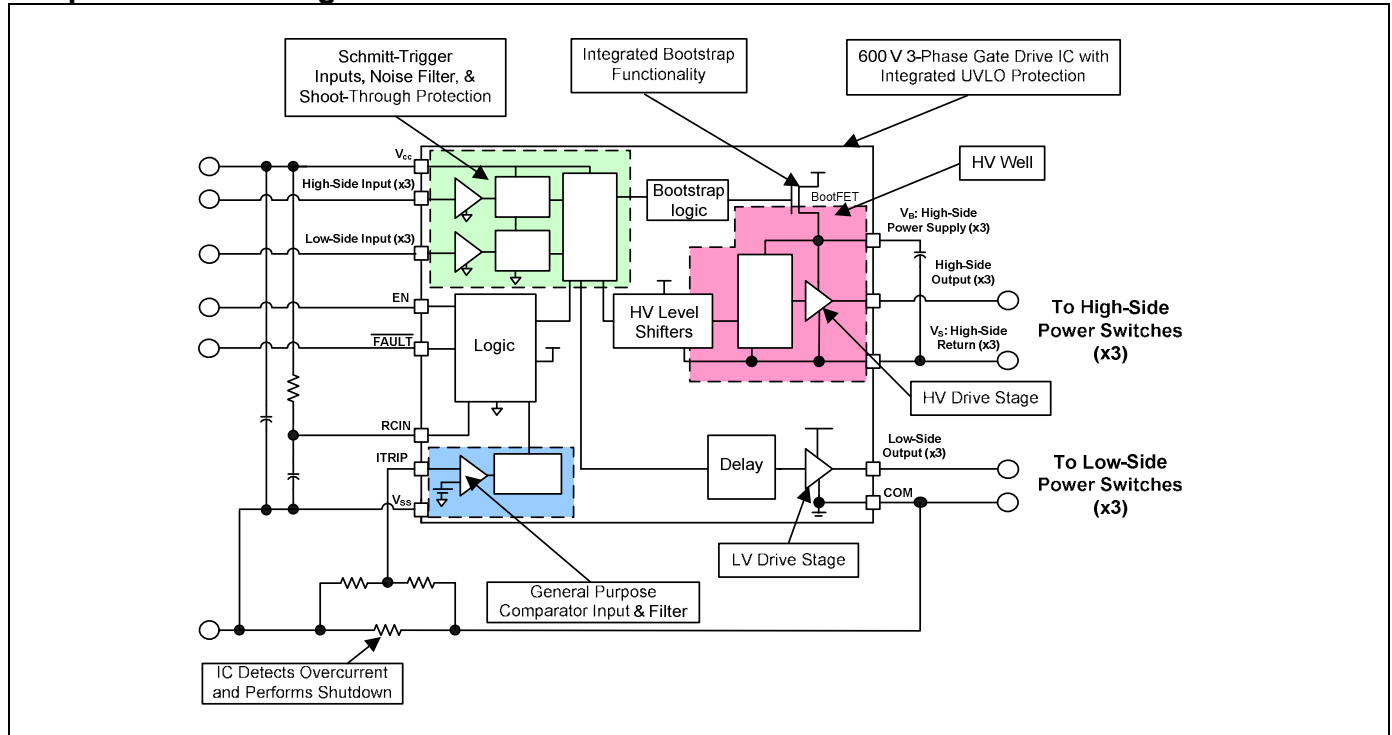 Schmitt-Trigger
Inputs, Noise Filter, &
Shoot-Through Protection
Integrated Bootstrap
Functionality
600 V 3-Phase Gate Drive IC with
Integrated UVLO Protection
HV Well
Vcc
High-Side Input (x3)
Low-Side Input (x3)
EN
FAULT
RCIN
ITRIP
VSS
Bootstrap
logic
BootFET
HV Level
Shifters
Logic
Delay
VB: High-Side
Power Supply (x3)
High-Side
Output (x3)
VS: High-Side
Return (x3)
To High-Side
Power Switches
(x3)
HV Drive Stage
Low-Side
Output (x3)
COM
To Low-Side
Power Switches
(x3)
LV Drive Stage
General Purpose
Comparator Input & Filter
IC Detects Overcurrent
and Performs Shutdown